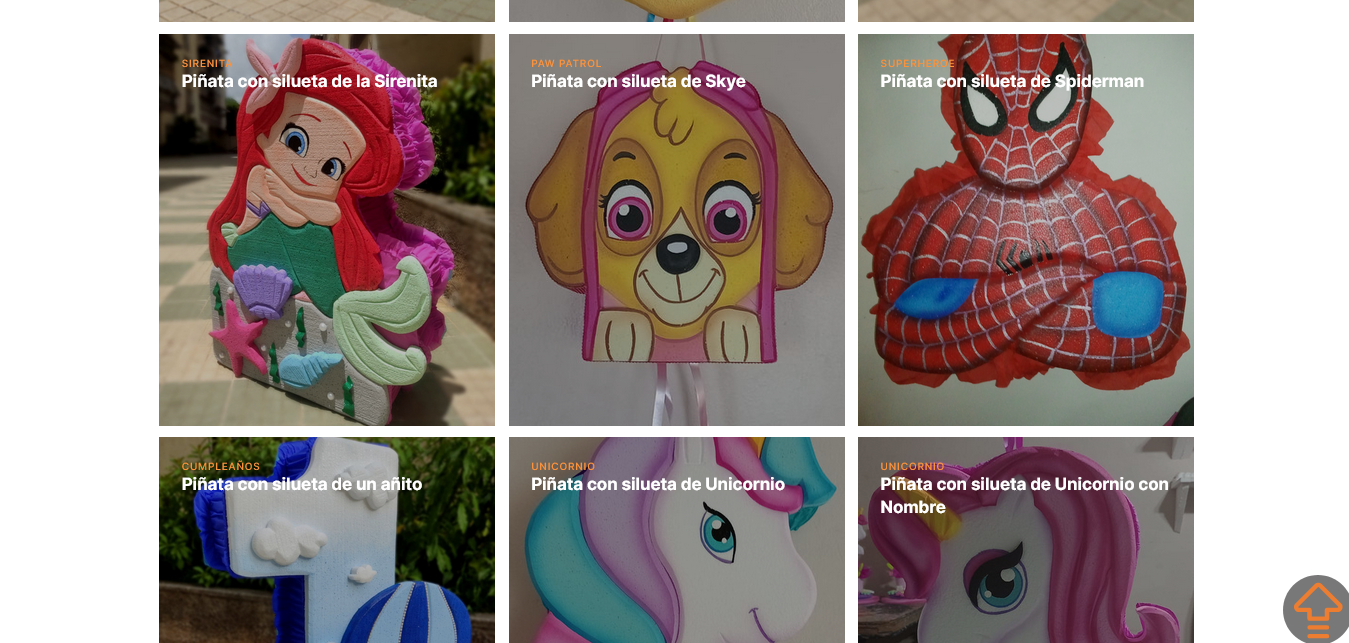 SIRENITA
Piñata con silueta de la Sirenita
PAW PATROL
Piñata con silueta de Skye
SUPERHEROE
Piñata con silueta de Spiderman
CUMPLEAÑOS
Piñata con silueta de un añito
UNICORNIO
Piñata con silueta de Unicornio
UNICORNIO
Piñata con silueta de Unicornio con
Nombre